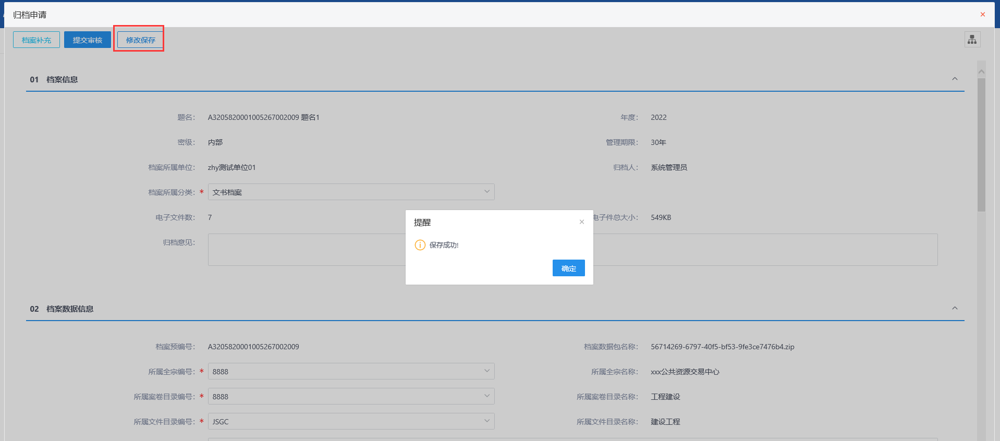 归档申请
档案补充 提交审核 修改保存
01 档案信息
题名: A3205820001005267002009 题名1 年度: 2022
密级: 内部 管理期限: 30年
档案所属单位: zhy测试单位01 归档人: 系统管理员
档案所属分类: * 文书档案
电子文件数: 7 电子件总大小: 549KB
归档意见:
提醒
保存成功!
确定
02 档案数据信息
档案预编号: A3205820001005267002009 档案数据包名称: 56714269-6797-40f5-bf53-9fe3ce7476b4.zip
所属全宗编号: * 8888 所属全宗名称: xxx公共资源交易中心
所属案卷目录编号: * 8888 所属案卷目录名称: 工程建设
所属文件目录编号: * JSGC 所属文件目录名称: 建设工程